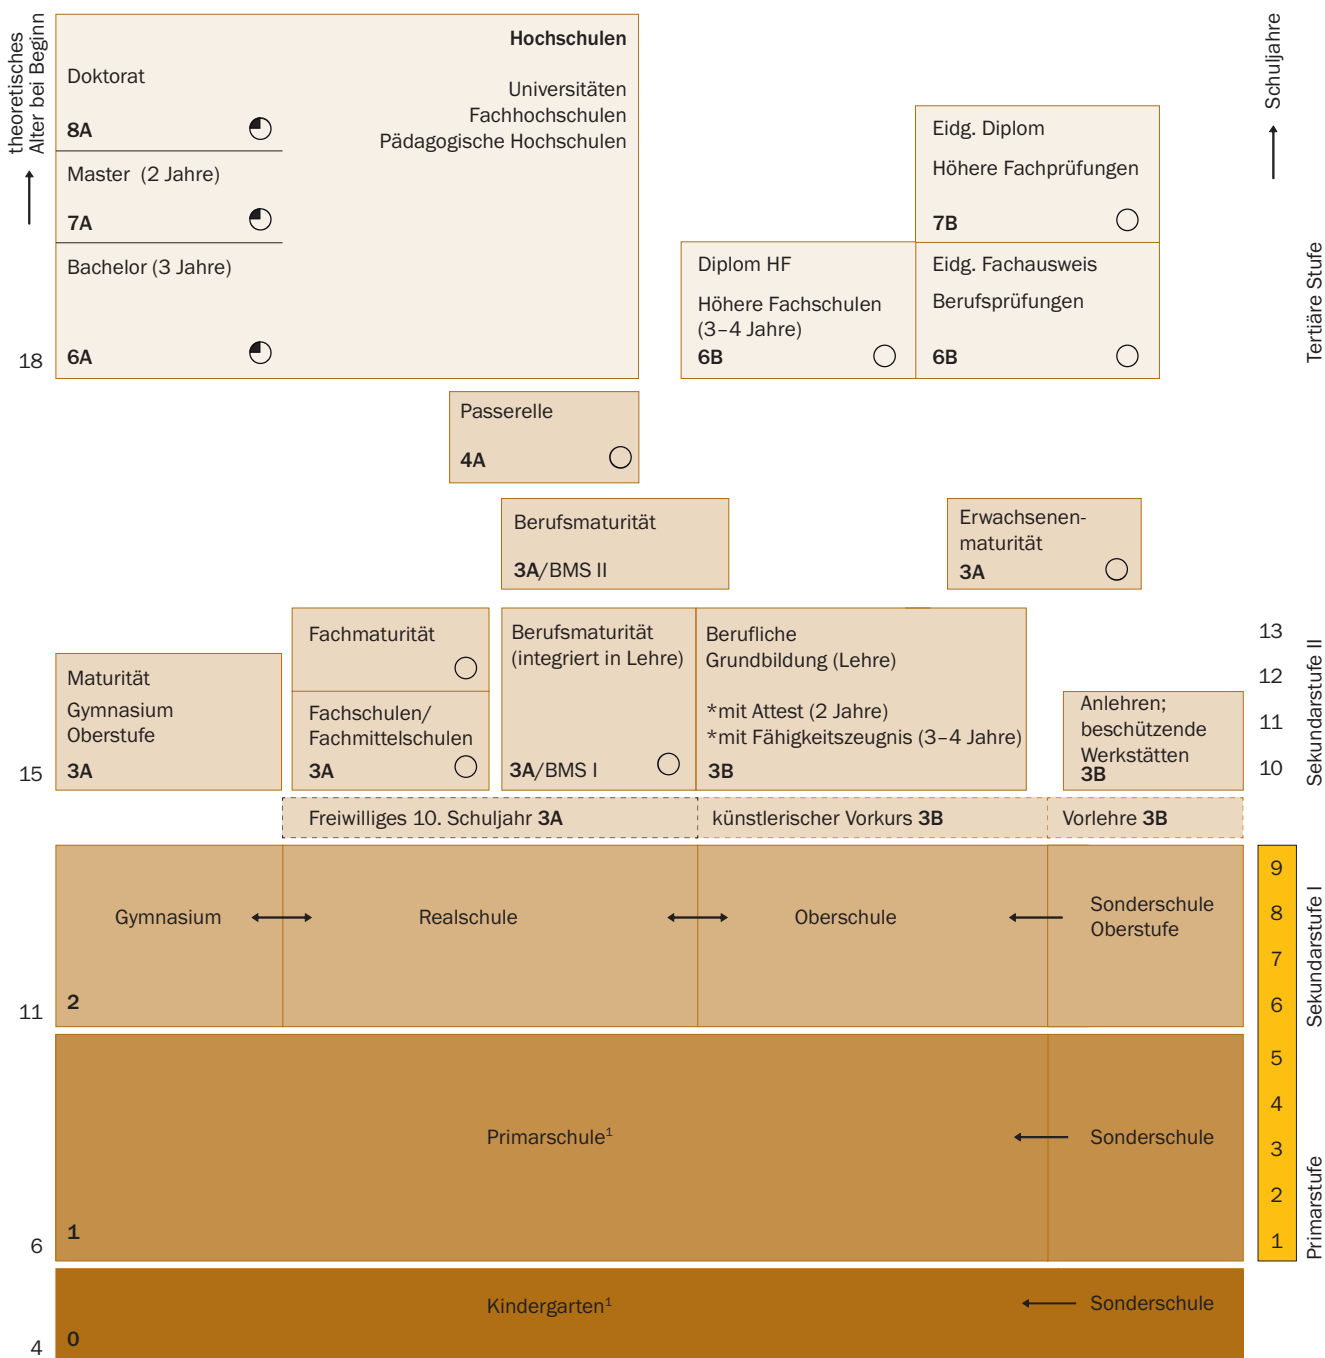 theoretisches
Alter bei Beginn
Schuljahre
Hochschulen
Universitäten
Fachhochschulen
Pädagogische Hochschulen
Doktorat
8A
Master (2 Jahre)
7A
Bachelor (3 Jahre)
6A
18
Eidg. Diplom
Höhere Fachprüfungen
7B
Diplom HF
Höhere Fachschulen
(3–4 Jahre)
6B
Eidg. Fachausweis
Berufsprüfungen
6B
Tertiäre Stufe
Passerelle
4A
Berufsmaturität
3A/BMS II
Erwachsenen-
maturität
3A
Maturität
Gymnasium
Oberstufe
3A
Fachmaturität
Fachschulen/
Fachmittelschulen
3A
Berufsmaturität
(integriert in Lehre)
3A/BMS I
Berufliche
Grundbildung (Lehre)
*mit Attest (2 Jahre)
*mit Fähigkeitszeugnis (3–4 Jahre)
3B
Anlehren;
beschützende
Werkstätten
3B
13
12
11
10
Sekundarstufe II
15
Freiwilliges 10. Schuljahr 3A
künstlerischer Vorkurs 3B
Vorlehre 3B
Gymnasium
Realschule
Oberschule
Sonderschule
Oberstufe
2
11
9
8
7
6
Sekundarstufe I
Primarschule1
Sonderschule
1
6
5
4
3
2
1
Primarstufe
Kindergarten1
Sonderschule
0
4